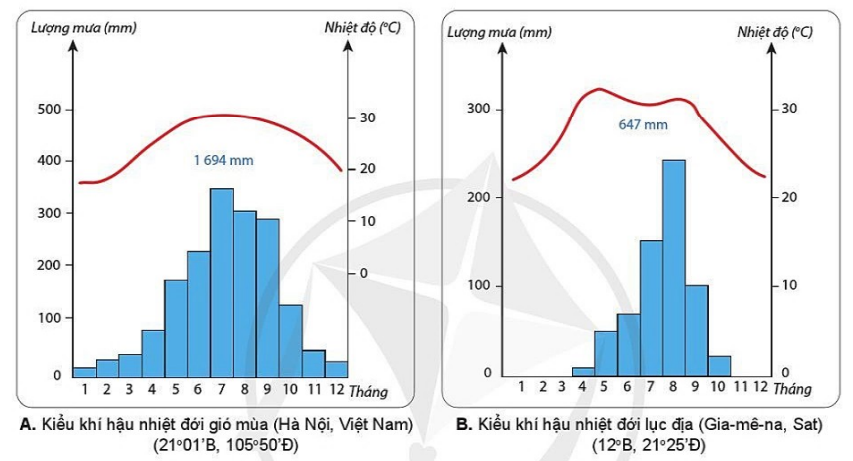 Lượng mưa (mm) Nhiệt độ (°C)
500
400
300
200
100
0
30
20
10
0
1 694 mm
1 2 3 4 5 6 7 8 9 10 11 12 Tháng
A. Kiểu khí hậu nhiệt đới gió mùa (Hà Nội, Việt Nam)
(21°01'B, 105°50'Đ)
Lượng mưa (mm) Nhiệt độ (°C)
300
200
100
0
30
20
10
0
647 mm
1 2 3 4 5 6 7 8 9 10 11 12 Tháng
B. Kiểu khí hậu nhiệt đới lục địa (Gia-mê-na, Sat)
(12°B, 21°25'Đ)